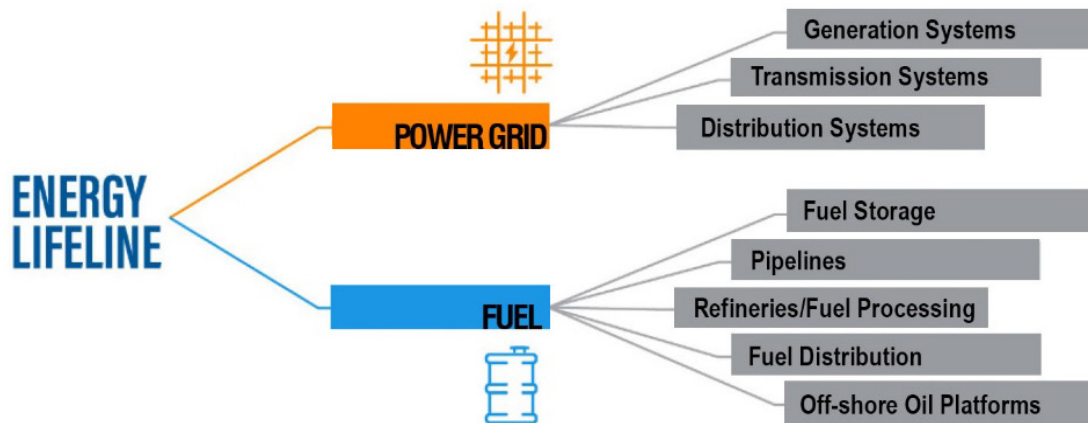 ENERGY
LIFELINE
POWER GRID
Generation Systems
Transmission Systems
Distribution Systems
FUEL
Fuel Storage
Pipelines
Refineries/Fuel Processing
Fuel Distribution
Off-shore Oil Platforms